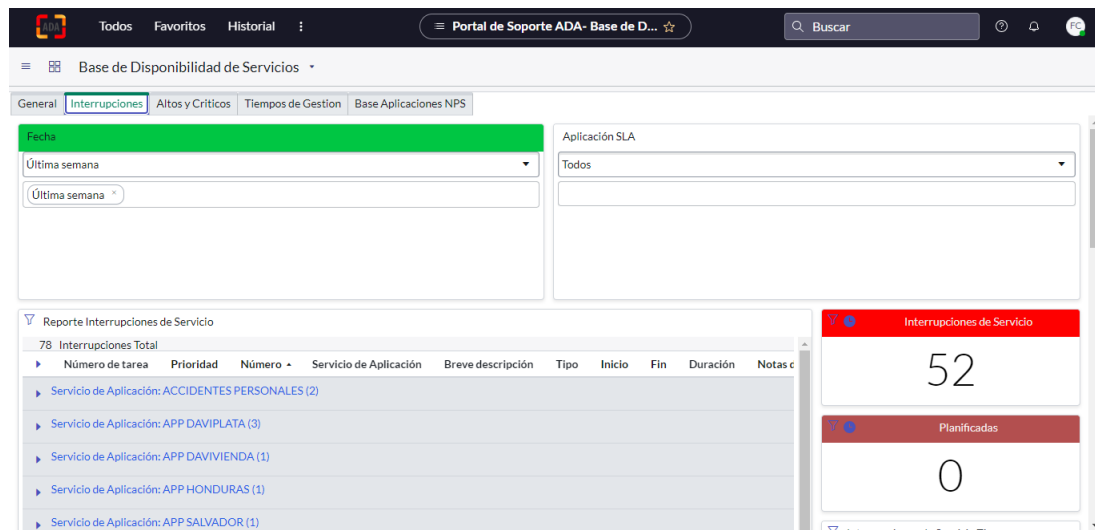 ADA Todos Favoritos Historial Portal de Soporte ADA- Base de D... Buscar FC
Base de Disponibilidad de Servicios
General Interrupciones Altos y Criticos Tiempos de Gestion Base Aplicaciones NPS
Fecha
Última semana
Última semana ×
Aplicación SLA
Todos
Reporte Interrupciones de Servicio
78 Interrupciones Total
Número de tarea Prioridad Número Servicio de Aplicación Breve descripción Tipo Inicio Fin Duración Notas
Servicio de Aplicación: ACCIDENTES PERSONALES (2)
Servicio de Aplicación: APP DAVIPLATA (3)
Servicio de Aplicación: APP DAVIVIENDA (1)
Servicio de Aplicación: APP HONDURAS (1)
Servicio de Aplicación: APP SALVADOR (1)
Interrupciones de Servicio
52
Planificadas
0